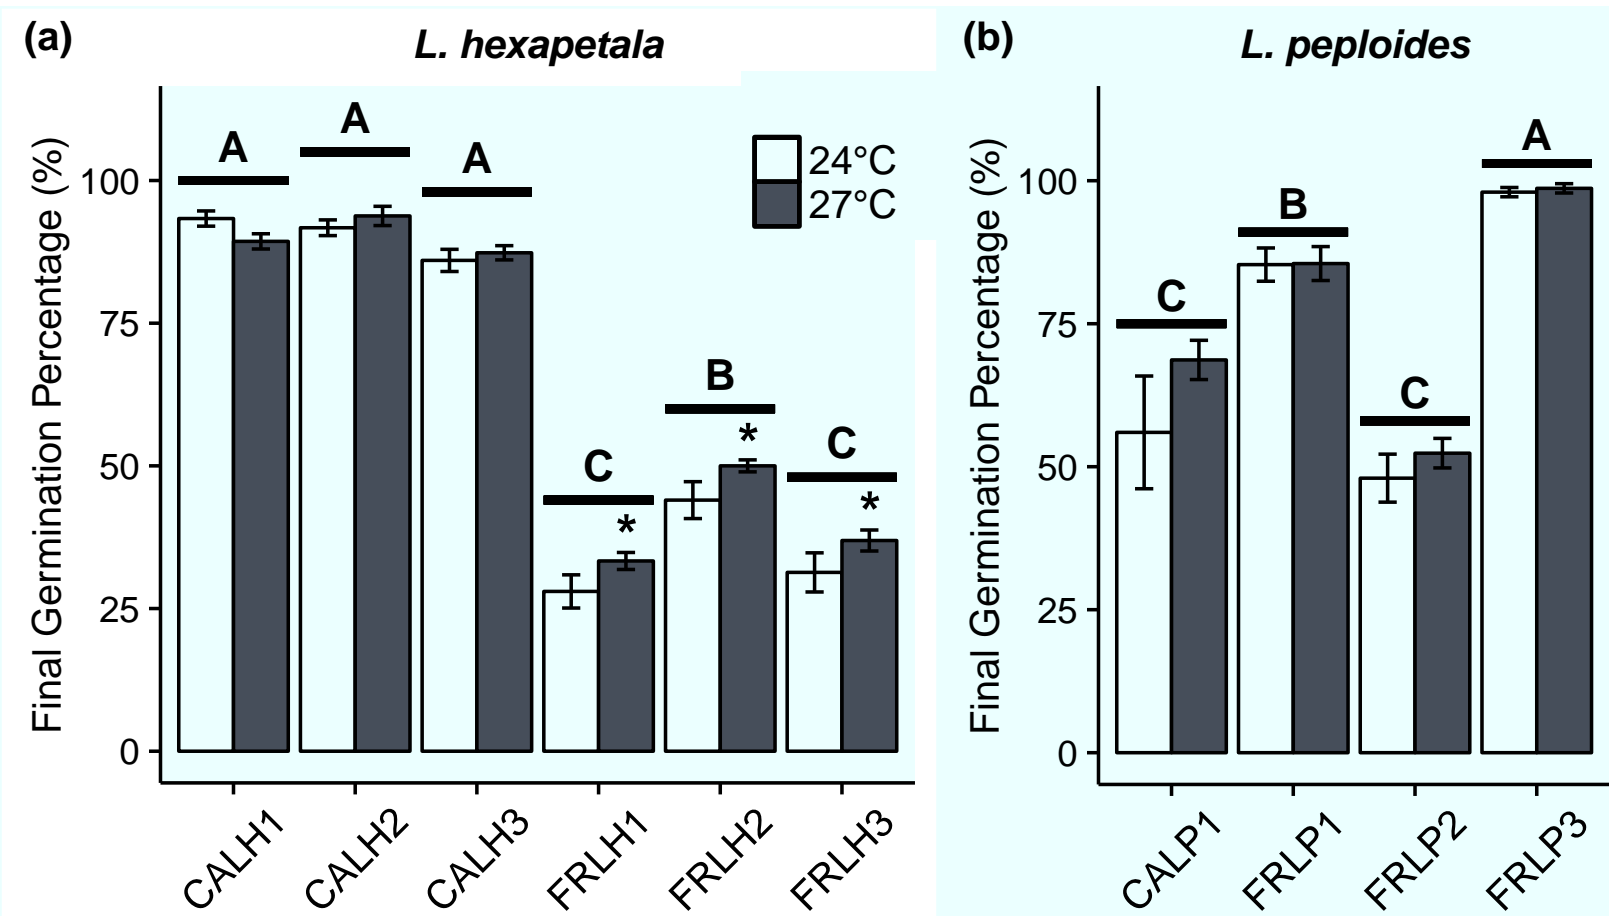 (a)
L. hexapetala
Final Germination Percentage (%)
100
75
50
25
0
A
A
A
C
*
B
*
C
*
24°C
27°C
CALH1
CALH2
CALH3
FRLH1
FRLH2
FRLH3
(b)
L. peploides
Final Germination Percentage (%)
100
75
50
25
0
C
B
C
A
CALP1
FRLP1
FRLP2
FRLP3